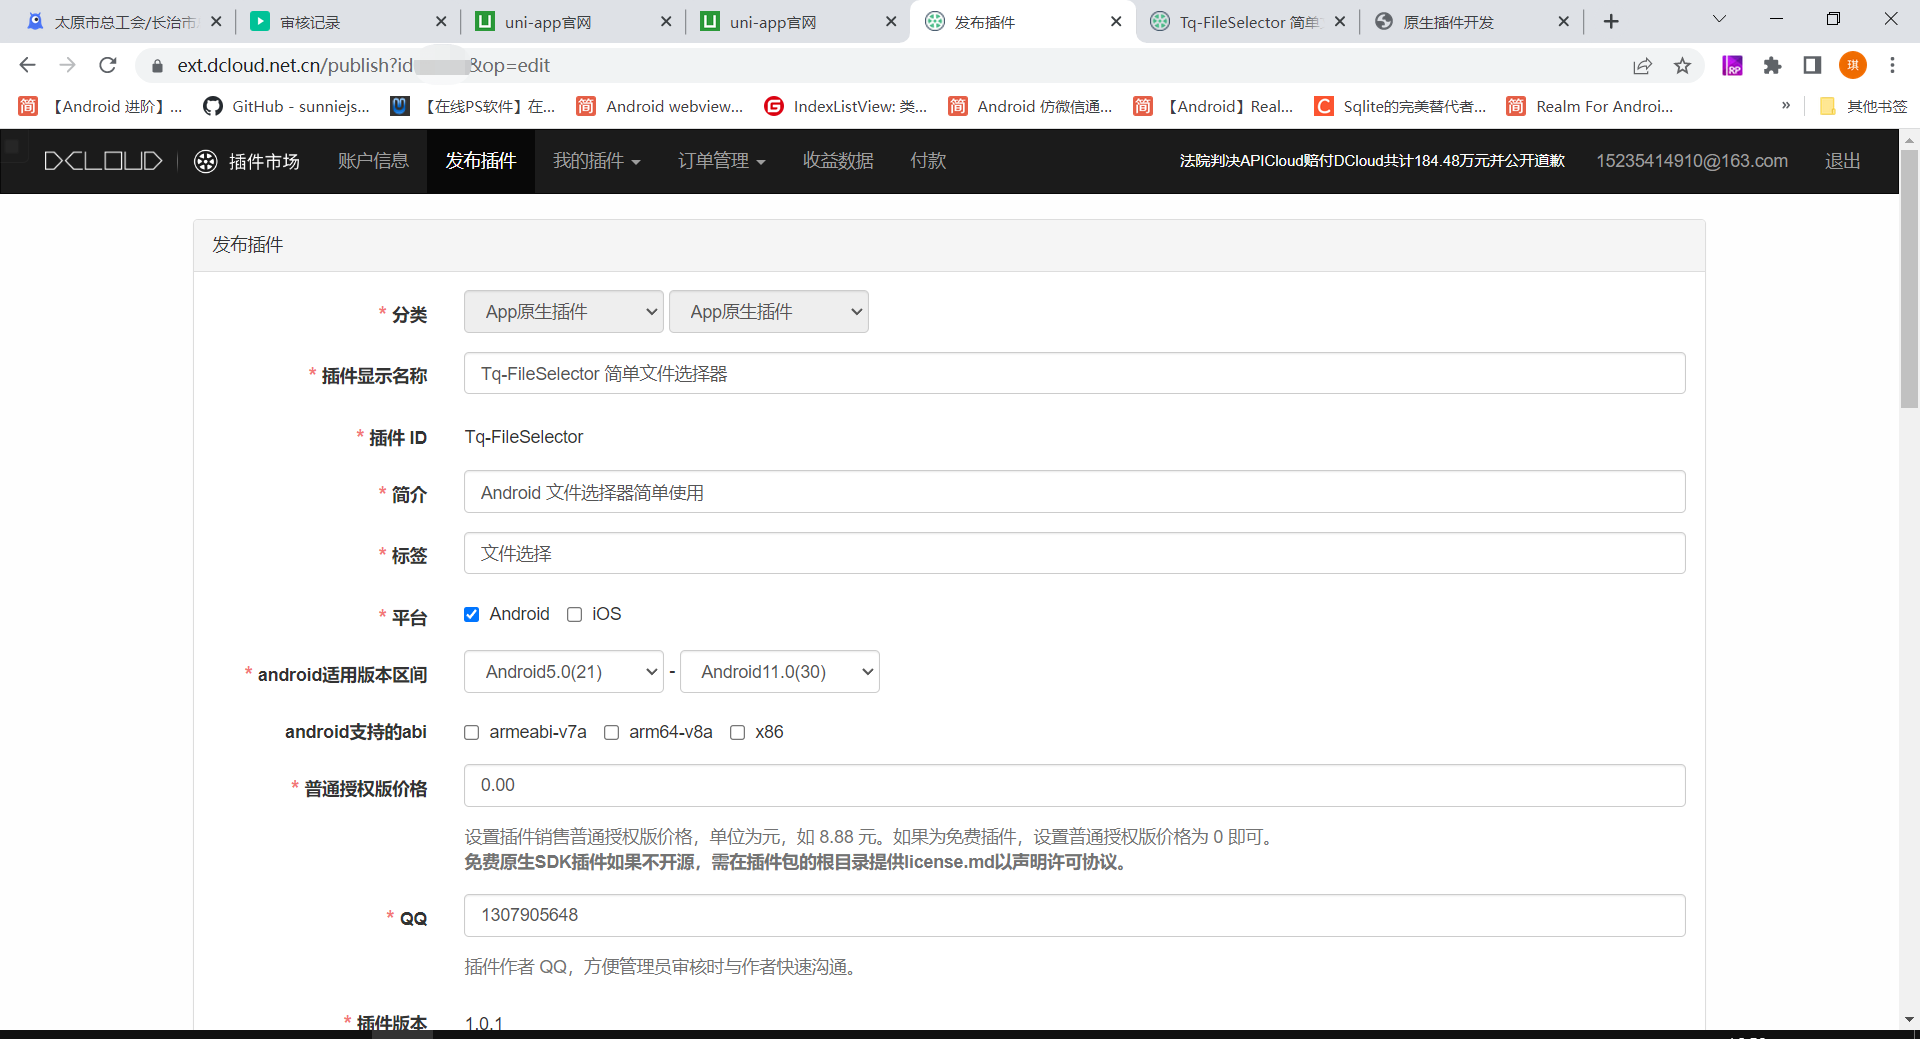 太原市总工会/长治市
审核记录
uni-app官网
uni-app官网
发布插件
Tq-FileSelector 简单
原生插件开发
ext.dcloud.net.cn/publish?id
&op=edit
琪
【Android 进阶】...
GitHub - sunniejs...
【在线PS软件】在...
Android webview...
IndexListView: 类...
Android 仿微信通...
【Android】Real...
Sqlite的完美替代者...
Realm For Androi...
»
其他书签
DCLOUD
插件市场
账户信息
发布插件
我的插件
订单管理
收益数据
付款
法院判决APICloud赔付DCloud共计184.48万元并公开道歉
15235414910@163.com
退出
发布插件
* 分类
App原生插件
App原生插件
* 插件显示名称
Tq-FileSelector 简单文件选择器
* 插件 ID
Tq-FileSelector
* 简介
Android 文件选择器简单使用
* 标签
文件选择
* 平台
Android
iOS
* android适用版本区间
Android5.0(21)
-
Android11.0(30)
android支持的abi
armeabi-v7a
arm64-v8a
x86
* 普通授权版价格
0.00
设置插件销售普通授权版价格，单位为元，如 8.88 元。如果为免费插件，设置普通授权版价格为 0 即可。
免费原生SDK插件如果不开源，需在插件包的根目录提供license.md以声明许可协议。
* QQ
1307905648
插件作者 QQ，方便管理员审核时与作者快速沟通。
* 插件版本
1.0.1